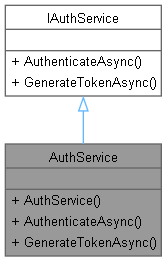 IAuthService
+ AuthenticateAsync()
+ GenerateTokenAsync()
AuthService
+ AuthService()
+ AuthenticateAsync()
+ GenerateTokenAsync()